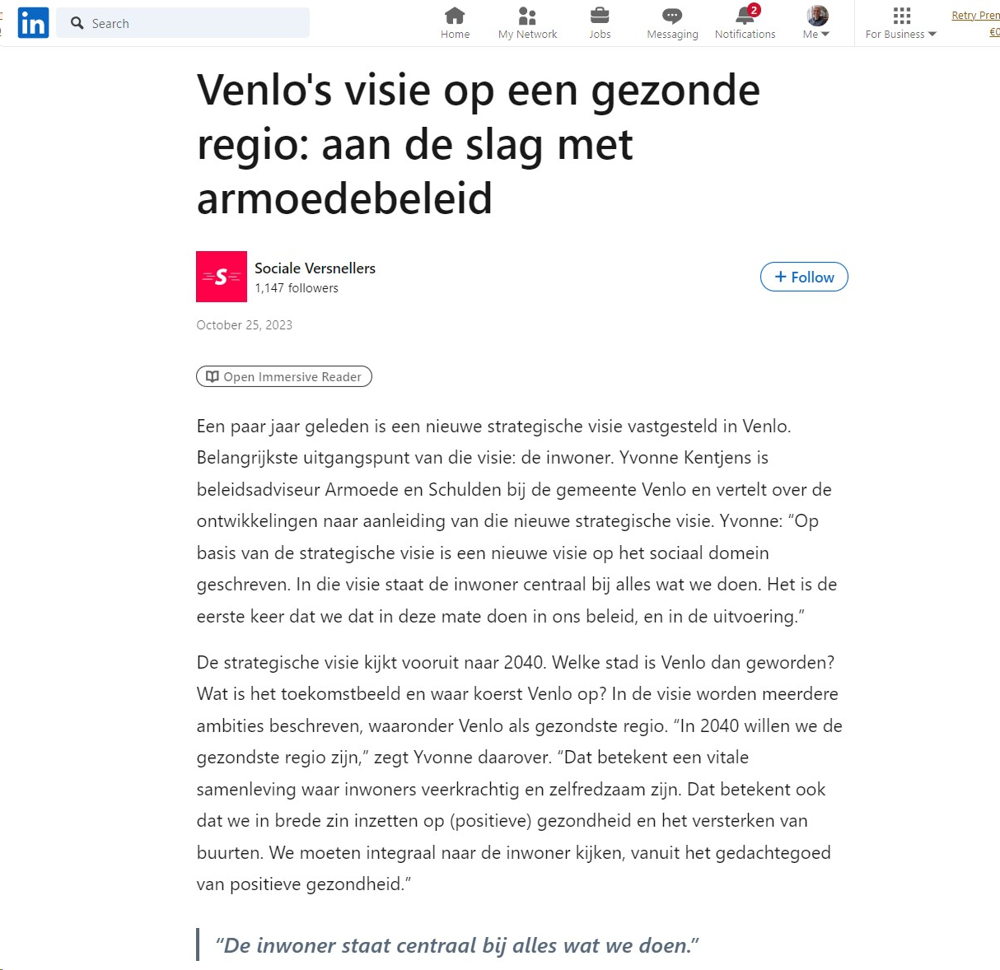 in
Search
Home
My Network
Jobs
Messaging
2
Notifications
Me
For Business
Retry Prem
€0
Venlo's visie op een gezonde
regio: aan de slag met
armoedebeleid
S
Sociale Versnellers
1,147 followers
+ Follow
October 25, 2023
Open Immersive Reader
Een paar jaar geleden is een nieuwe strategische visie vastgesteld in Venlo.
Belangrijkste uitgangspunt van die visie: de inwoner. Yvonne Kentjens is
beleidsadviseur Armoede en Schulden bij de gemeente Venlo en vertelt over de
ontwikkelingen naar aanleiding van die nieuwe strategische visie. Yvonne: “Op
basis van de strategische visie is een nieuwe visie op het sociaal domein
geschreven. In die visie staat de inwoner centraal bij alles wat we doen. Het is de
eerste keer dat we dat in deze mate doen in ons beleid, en in de uitvoering.”
De strategische visie kijkt vooruit naar 2040. Welke stad is Venlo dan geworden?
Wat is het toekomstbeeld en waar koerst Venlo op? In de visie worden meerdere
ambities beschreven, waaronder Venlo als gezondste regio. “In 2040 willen we de
gezondste regio zijn,” zegt Yvonne daarover. “Dat betekent een vitale
samenleving waar inwoners veerkrachtig en zelfredzaam zijn. Dat betekent ook
dat we in brede zin inzetten op (positieve) gezondheid en het versterken van
buurten. We moeten integraal naar de inwoner kijken, vanuit het gedachtegoed
van positieve gezondheid.”
“De inwoner staat centraal bij alles wat we doen.”